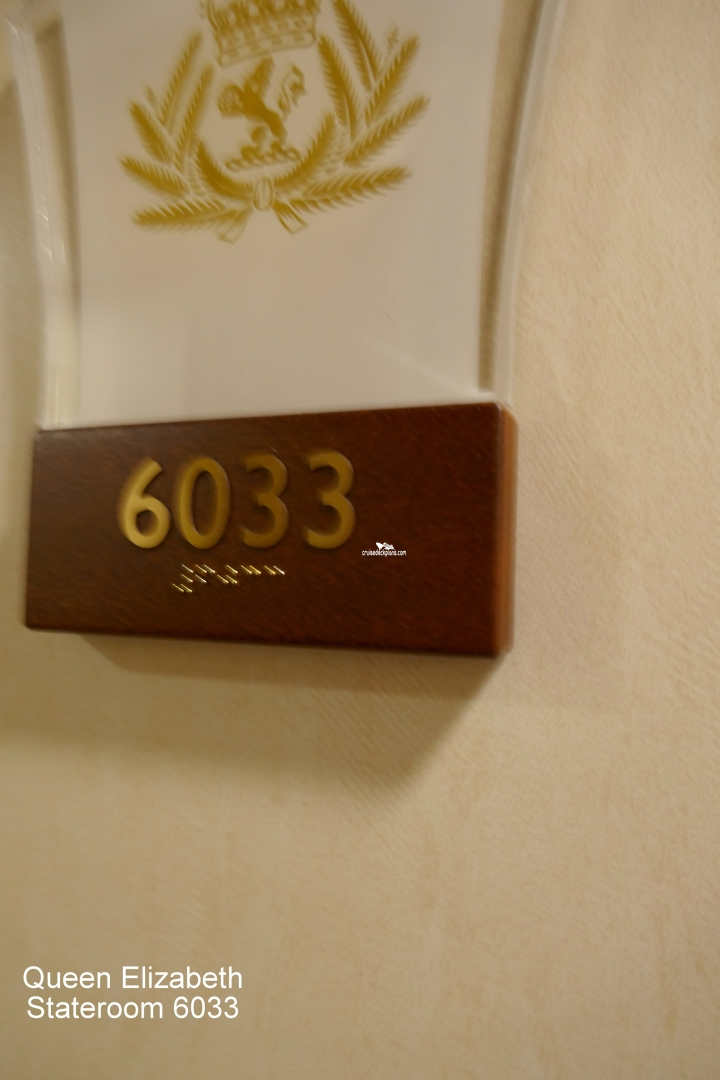 6033
cruisedeckplans.com
Queen Elizabeth
Stateroom 6033